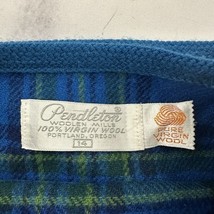 Pendleton
WOOLEN MILLS
100% VIRGIN WOOL
PORTLAND, OREGON
14
PURE
VIRGIN
WOOL